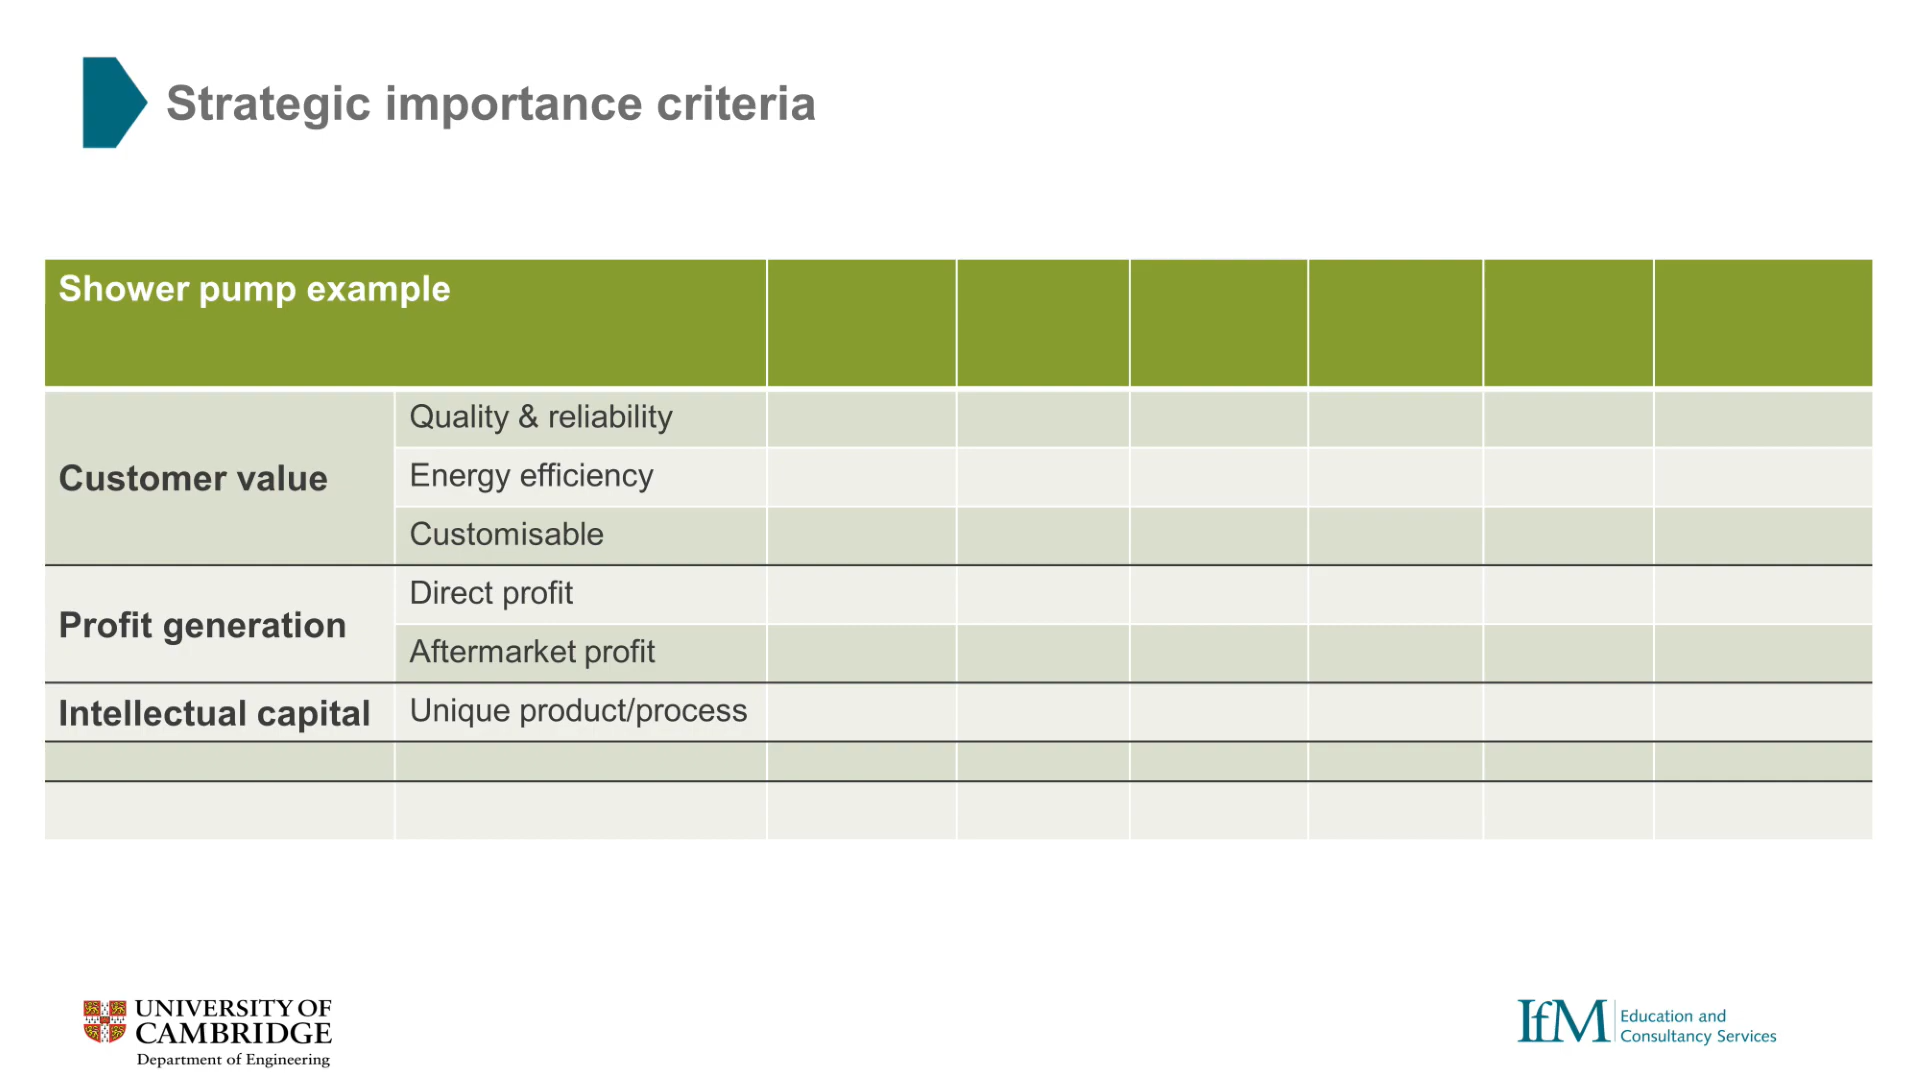 Strategic importance criteria
Shower pump example
Customer value
Quality & reliability
Energy efficiency
Customisable
Profit generation
Direct profit
Aftermarket profit
Intellectual capital
Unique product/process
UNIVERSITY OF
CAMBRIDGE
Department of Engineering
IfM
Education and
Consultancy Services